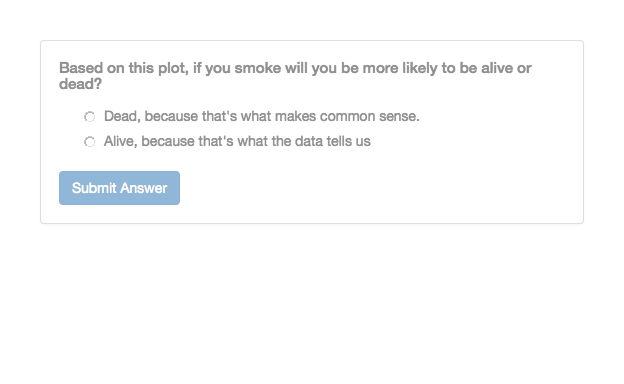 Based on this plot, if you smoke will you be more likely to be alive or
dead?
Dead, because that's what makes common sense.
Alive, because that's what the data tells us
Submit Answer